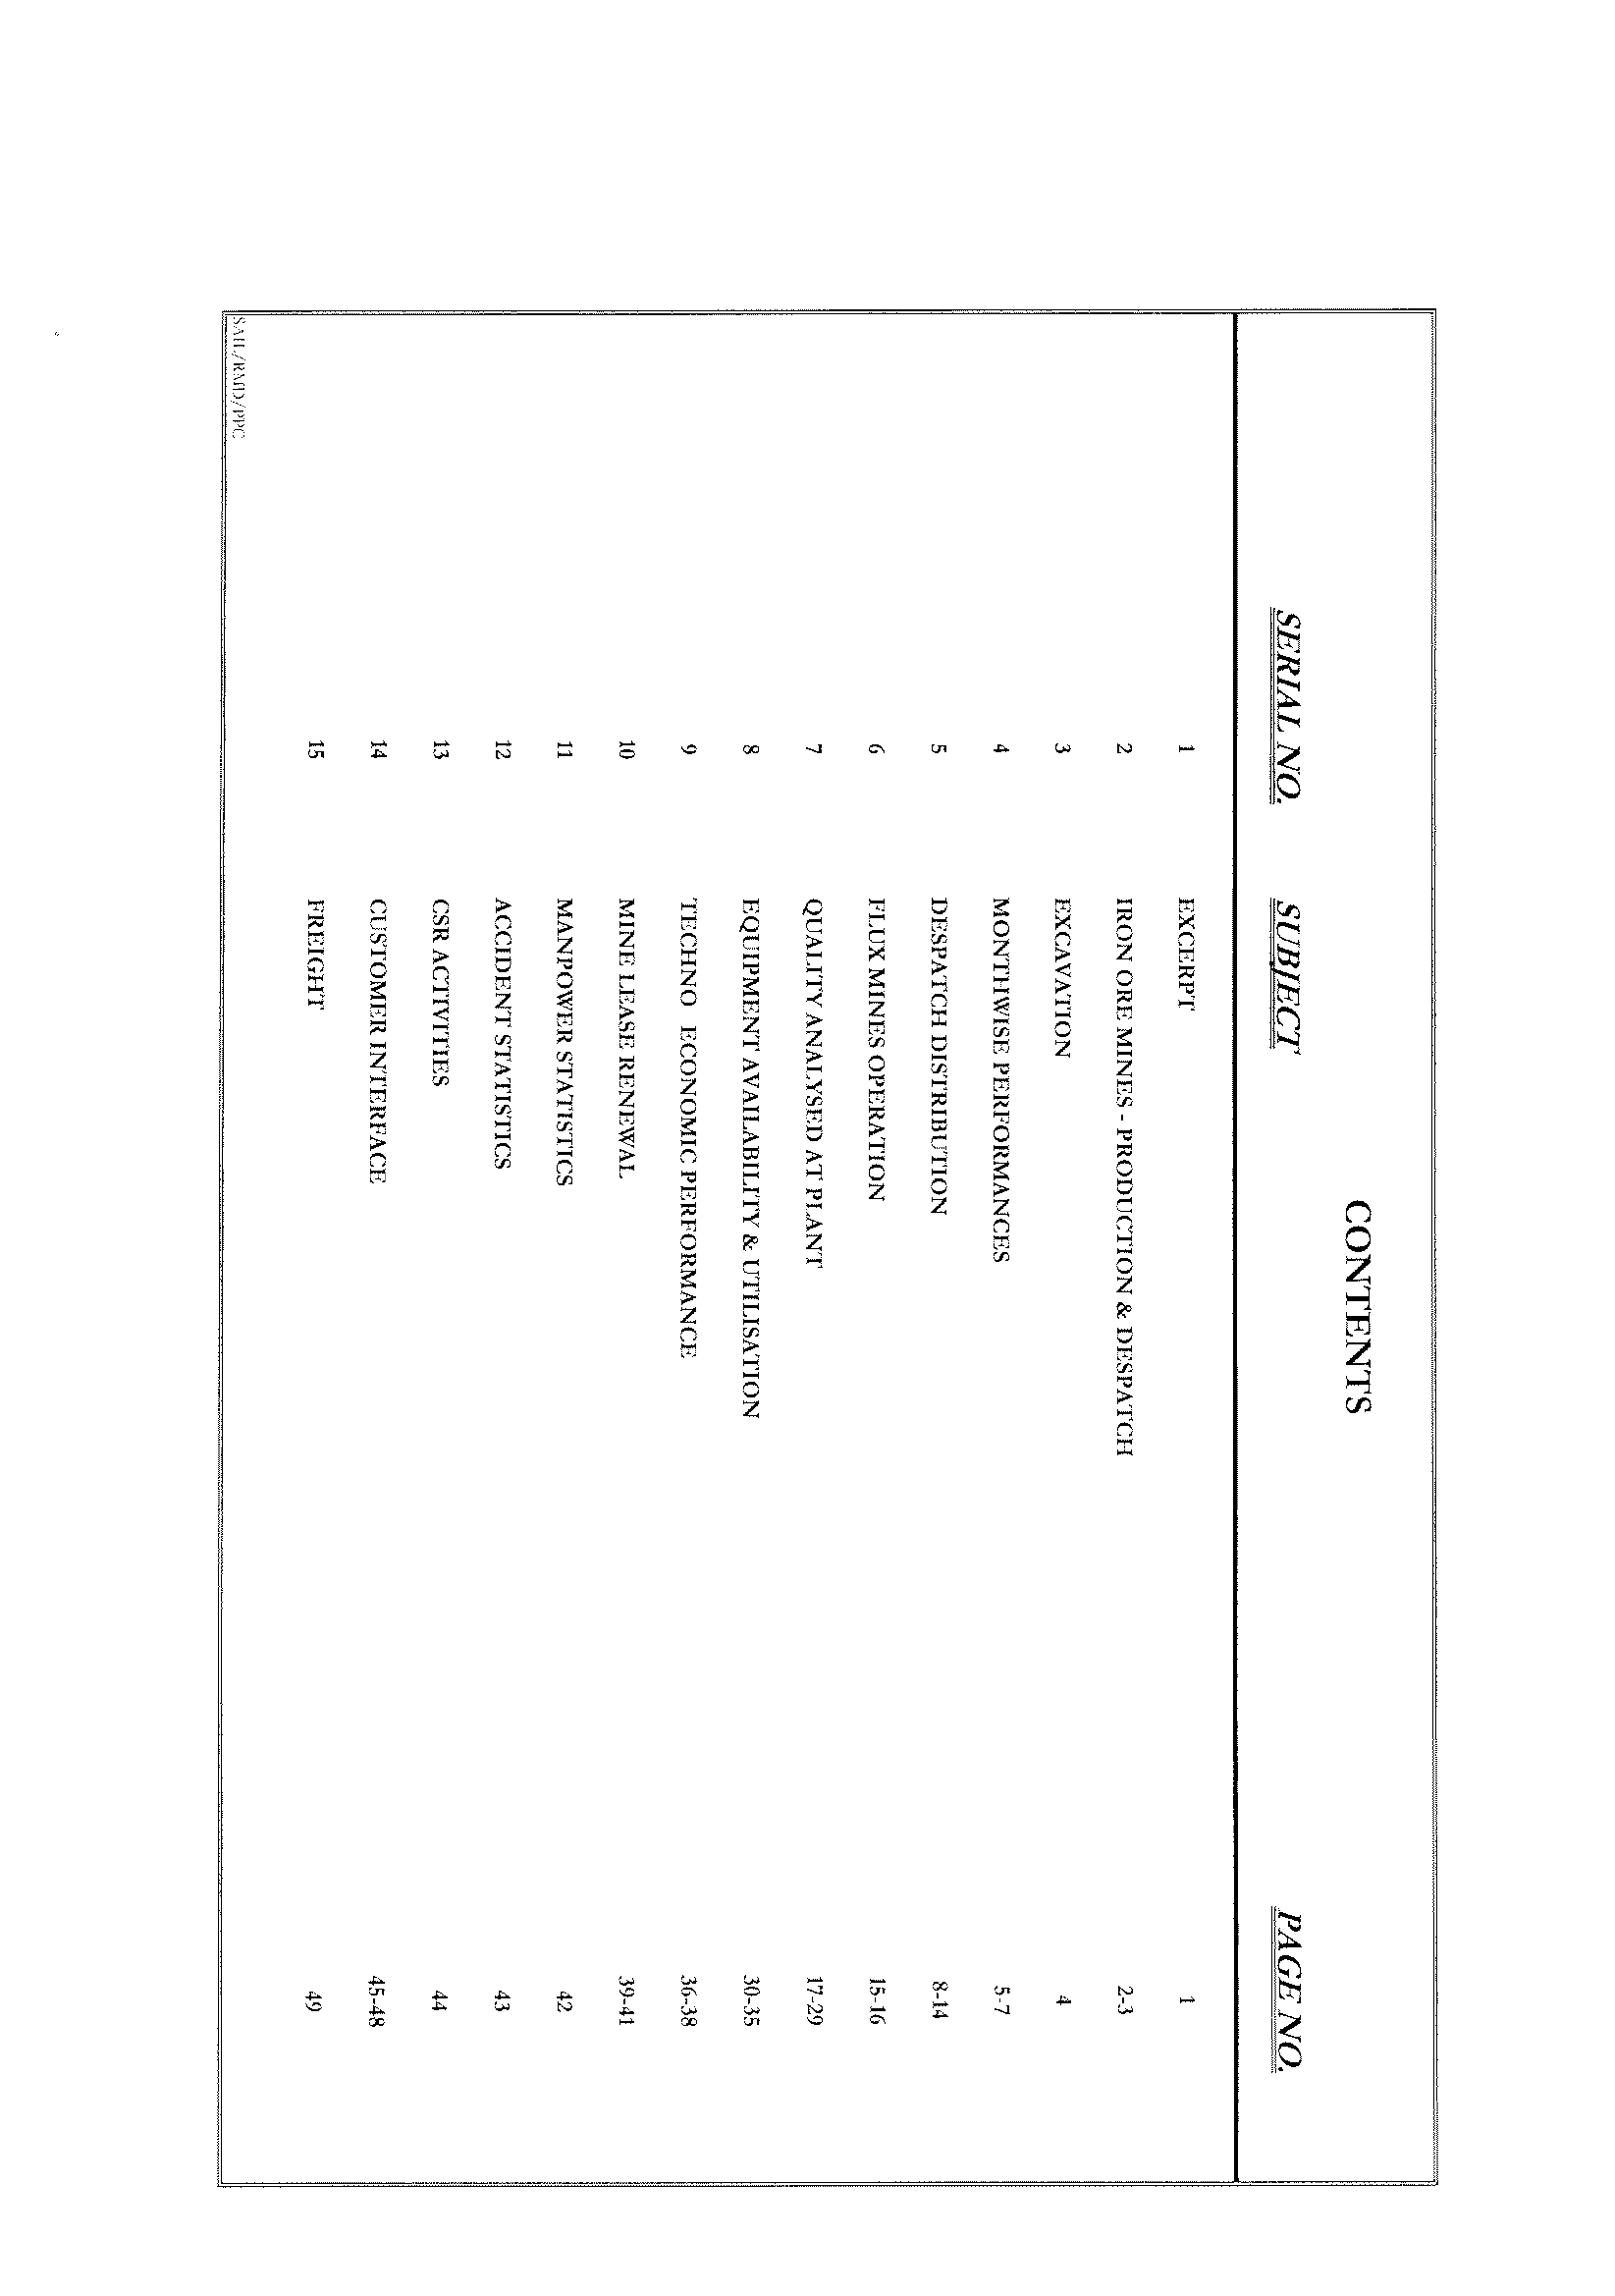 CONTENTS
SERIAL NO. SUBJECT PAGE NO.
1 EXCERPT 1
2 IRON ORE MINES - PRODUCTION & DESPATCH 2-3
3 EXCAVATION 4
4 MONTHWISE PERFORMANCES 5-7
5 DESPATCH DISTRIBUTION 8-14
6 FLUX MINES OPERATION 15-16
7 QUALITY ANALYSED AT PLANT 17-29
8 EQUIPMENT AVAILABILITY & UTILISATION 30-35
9 TECHNO ECONOMIC PERFORMANCE 36-38
10 MINE LEASE RENEWAL 39-41
11 MANPOWER STATISTICS 42
12 ACCIDENT STATISTICS 43
13 CSR ACTIVITIES 44
14 CUSTOMER INTERFACE 45-48
15 FREIGHT 49
SAIL/RMD/PPC